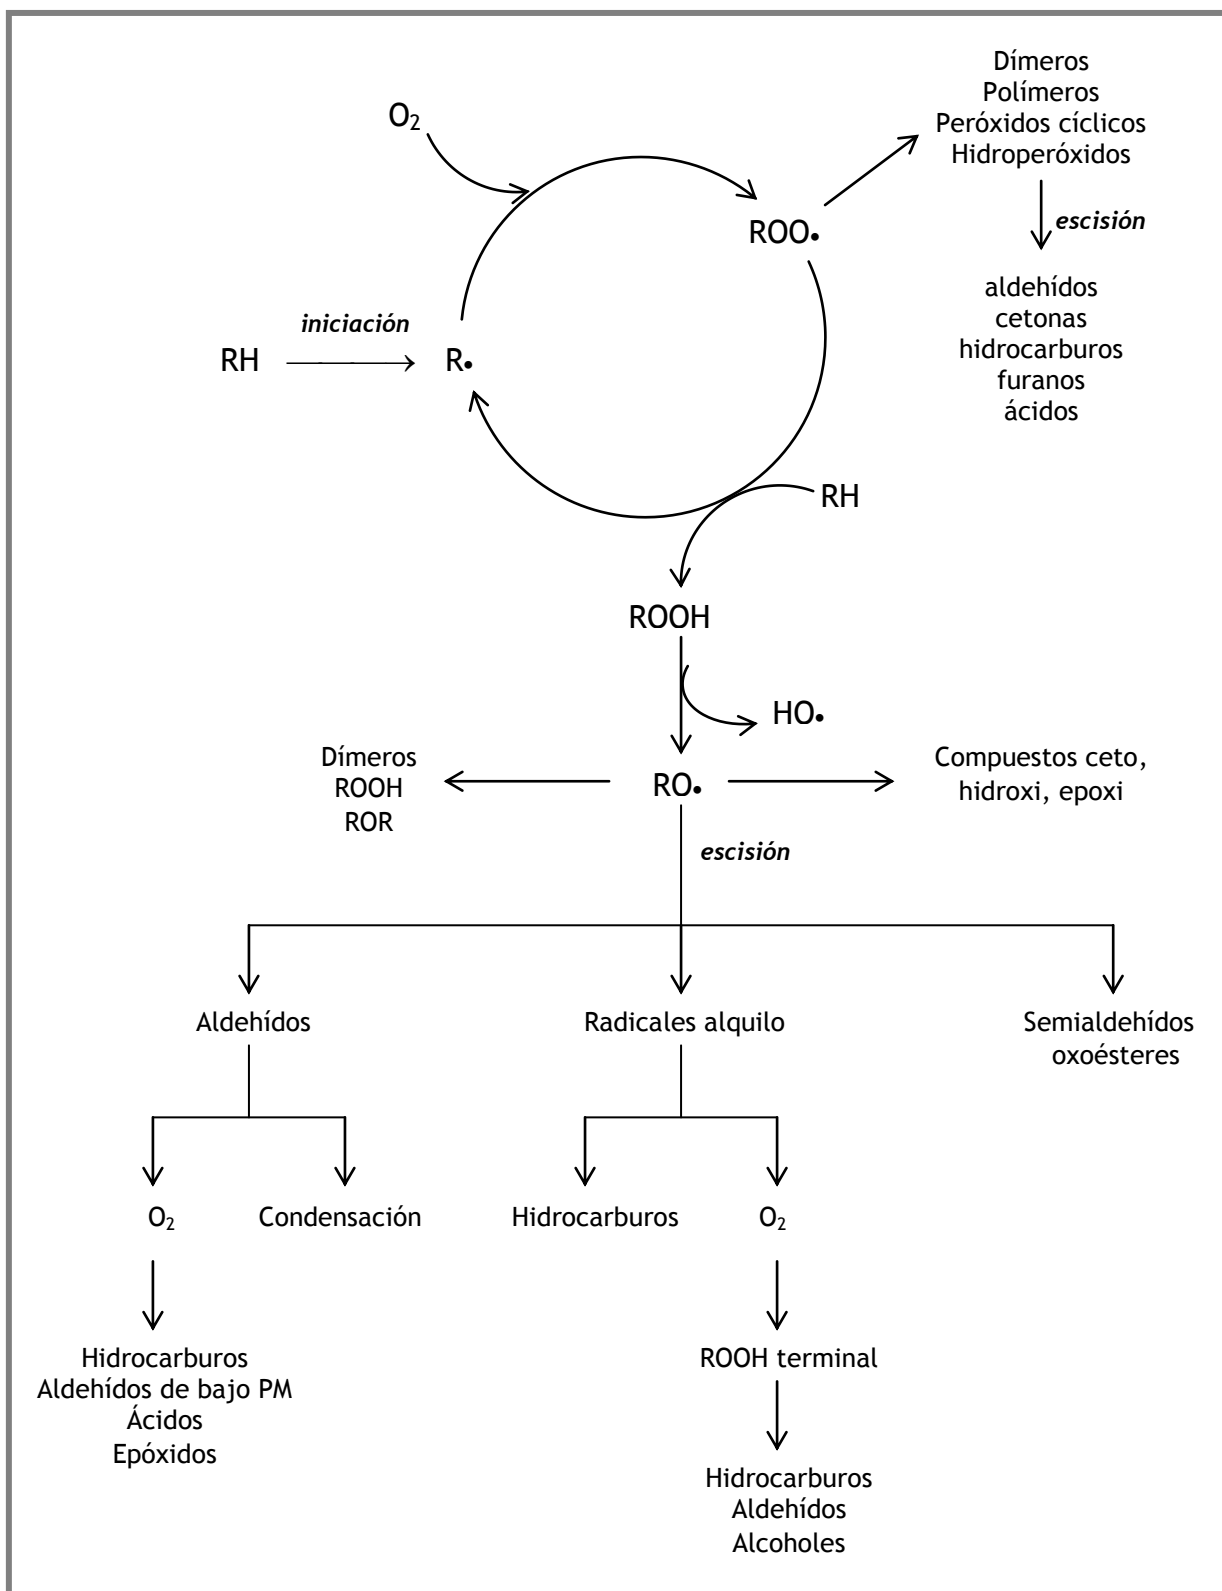 Dímeros
Polímeros
Peróxidos cíclicos
Hidroperóxidos
O₂
ROO•
escisión
aldehídos
cetonas
hidrocarburos
furanos
ácidos
iniciación
RH
R•
RH
ROOH
HO•
Dímeros
ROOH
ROR
RO•
Compuestos ceto,
hidroxi, epoxi
escisión
Aldehídos
Radicales alquilo
Semialdehídos
oxoésteres
O₂
Condensación
Hidrocarburos
O₂
Hidrocarburos
Aldehídos de bajo PM
Ácidos
Epóxidos
ROOH terminal
Hidrocarburos
Aldehídos
Alcoholes